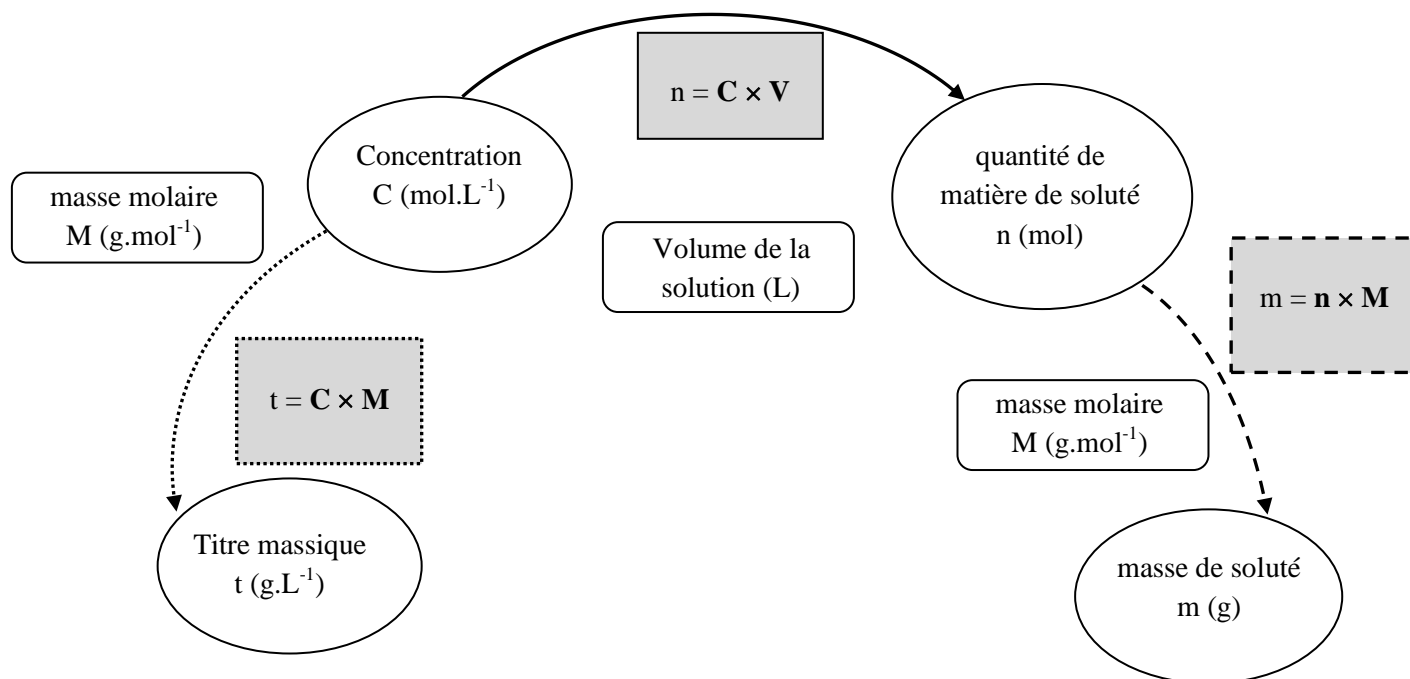 n = C × V
Concentration
C (mol.L⁻¹)
quantité de
matière de soluté
n (mol)
masse molaire
M (g.mol⁻¹)
Volume de la
solution (L)
m = n × M
t = C × M
masse molaire
M (g.mol⁻¹)
Titre massique
t (g.L⁻¹)
masse de soluté
m (g)